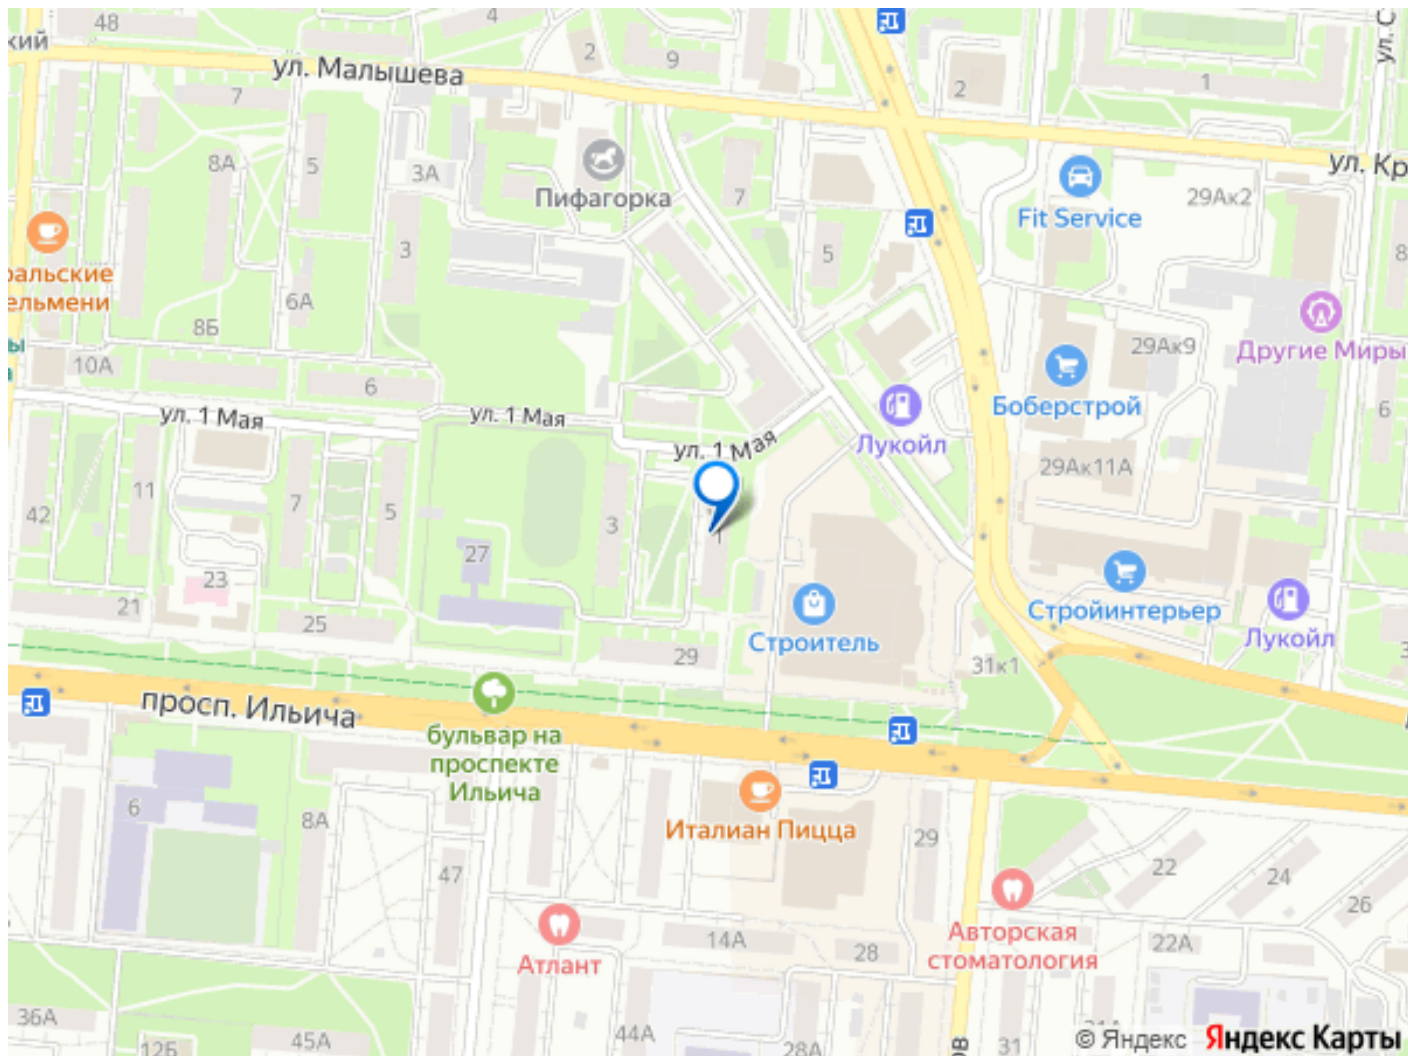 48
4
ский
ул. Малышева
2
9
2
1
7
8А
5
3А
Пифагорка
7
Fit Service
29Ак2
ул. Кр
ральские
ельмени
3
5
8
6А
8Б
29Ак9
Другие Миры
ы
а
10А
6
Боберстрой
6
ул. 1 Мая
ул. 1 Мая
ул. 1 Мая
Лукойл
29Ак11А
11
7
5
42
3
1
27
23
21
25
Строитель
Стройинтерьер
Лукойл
29
31к1
3
просп. Ильича
бульвар на
проспекте
Ильича
6
8А
Италиан Пицца
29
47
22
24
26
Авторская
стоматология
14А
28
22А
Атлант
36А
12Б
45А
44А
28А
31
31А
© Яндекс
Яндекс Карты